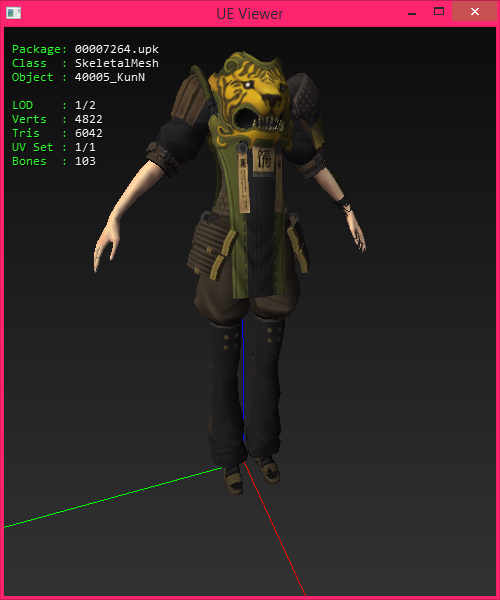 UE Viewer
Package: 00007264.upk
Class : SkeletalMesh
Object : 40005_KunN
LOD : 1/2
Verts : 4822
Tris : 6042
UV Set : 1/1
Bones : 103